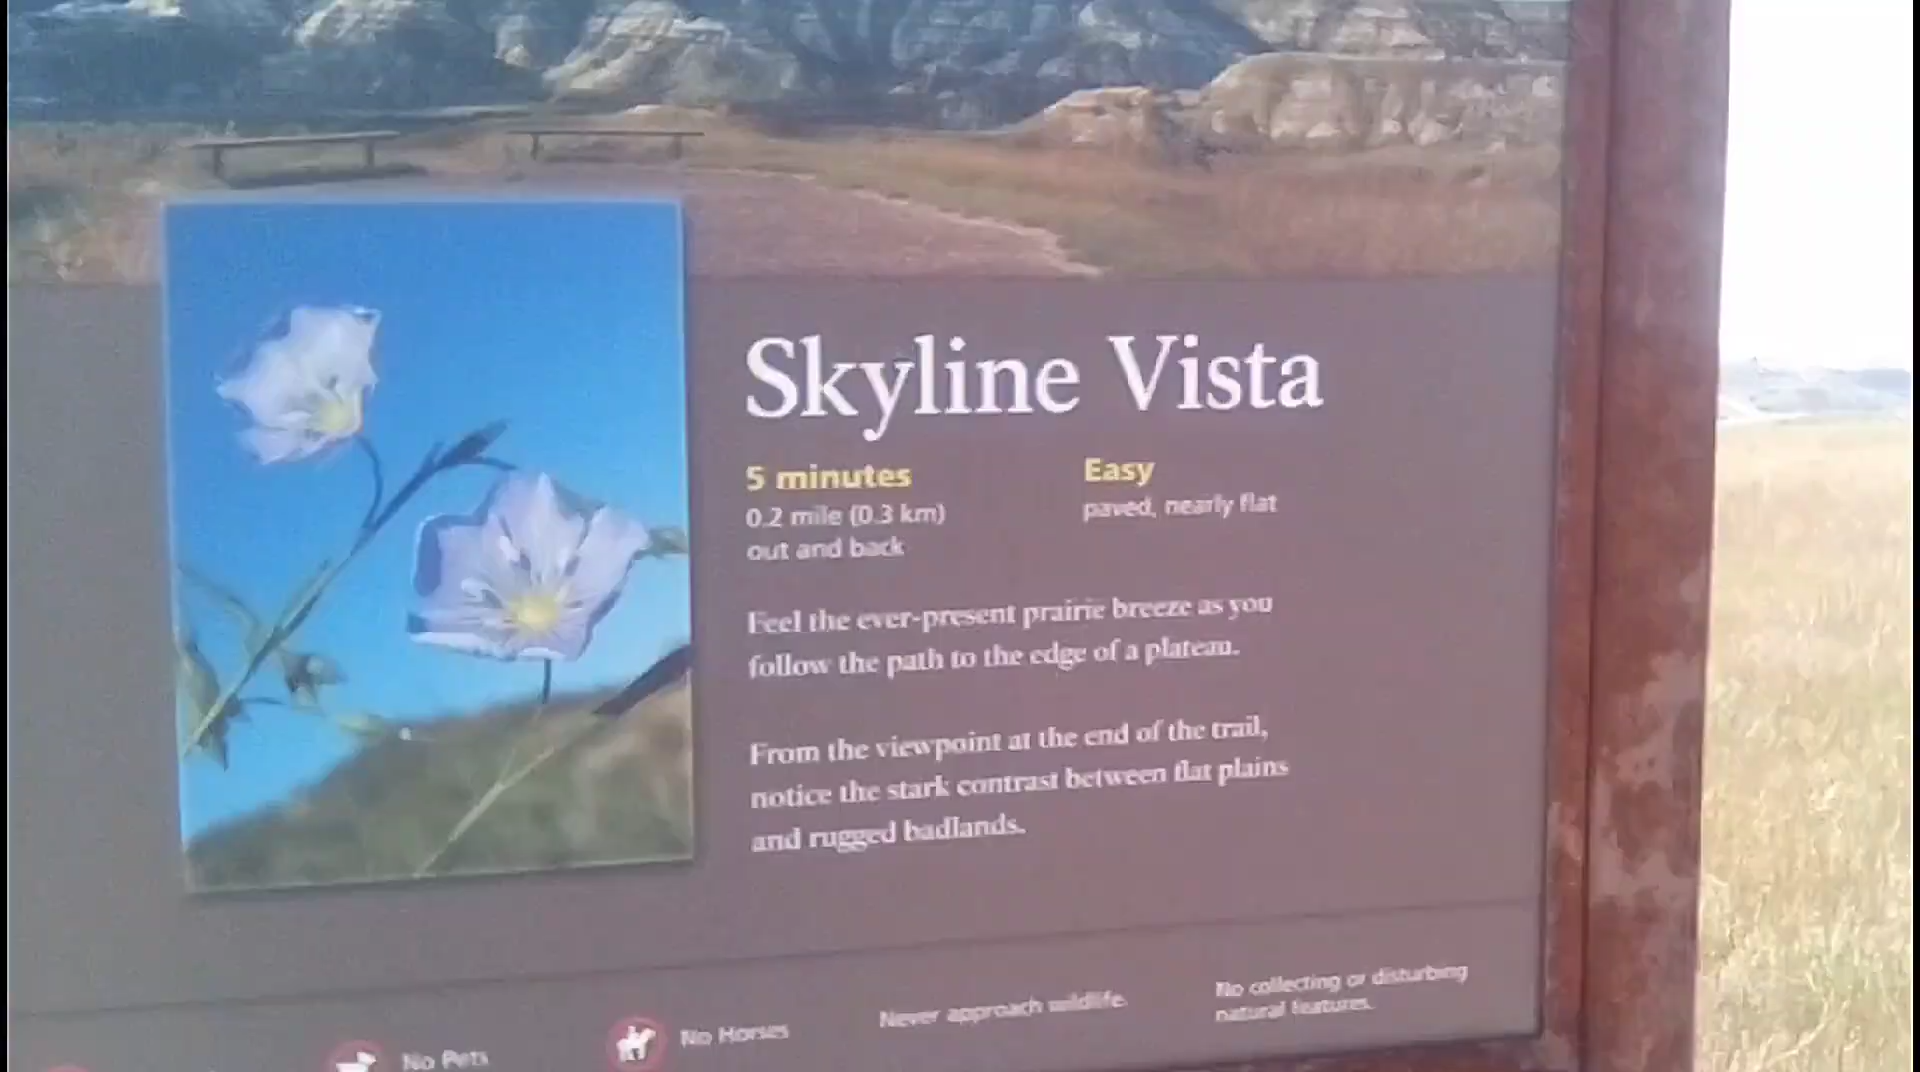 Skyline Vista
5 minutes
0.2 mile (0.3 km)
out and back
Easy
paved, nearly flat
Feel the ever-present prairie breeze as you
follow the path to the edge of a plateau.
From the viewpoint at the end of the trail,
notice the stark contrast between flat plains
and rugged badlands.
No Pets
No Horses
Never approach wildlife.
No collecting or disturbing
natural features.